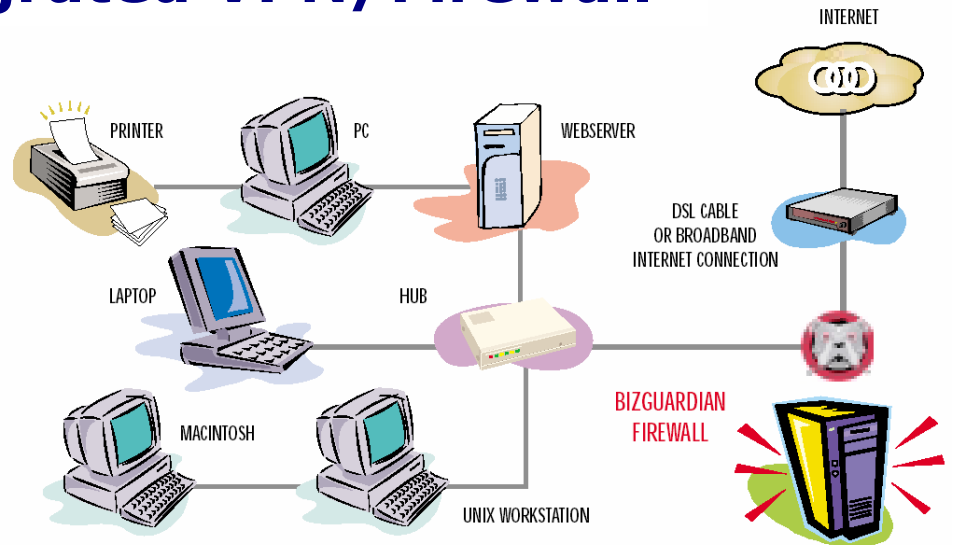 INTERNET
PRINTER
PC
WEBSERVER
DSL CABLE
OR BROADBAND
INTERNET CONNECTION
LAPTOP
HUB
BIZGUARDIAN
FIREWALL
MACINTOSH
UNIX WORKSTATION